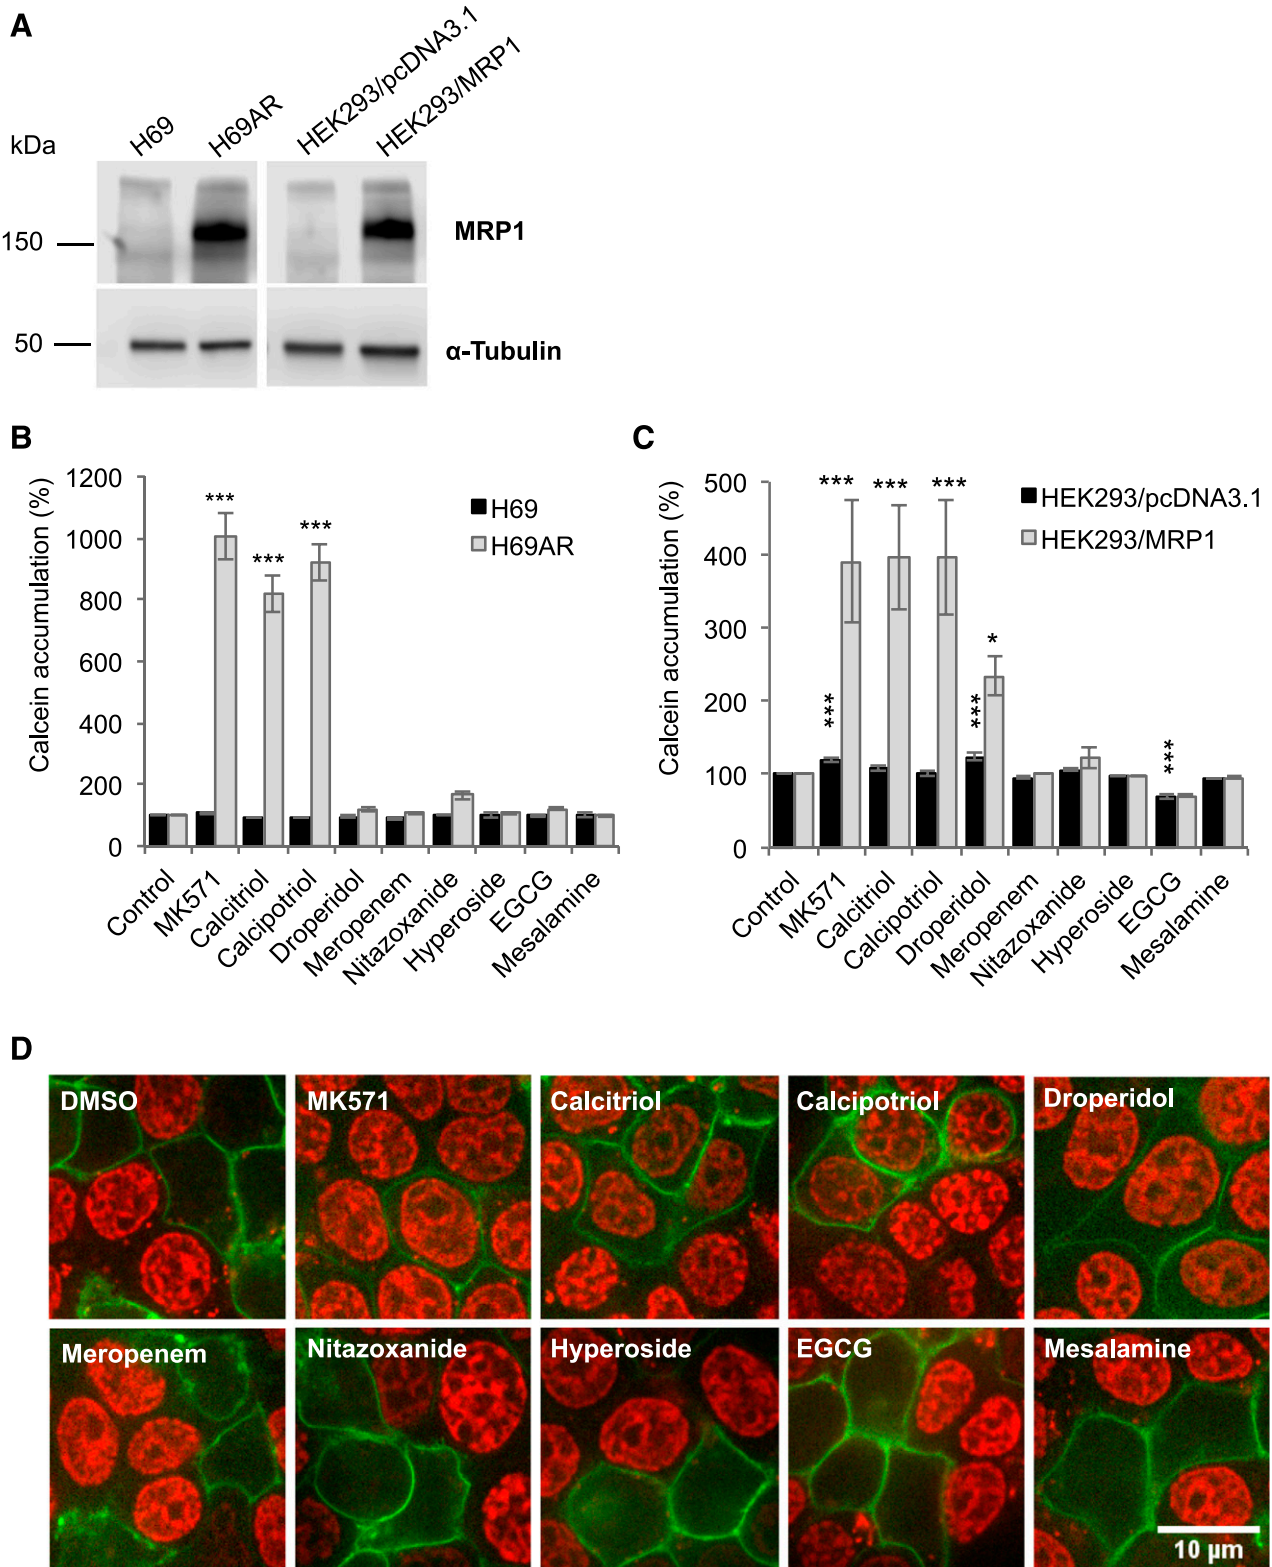 A
kDa
H69
H69AR
HEK293/pcDNA3.1
HEK293/MRP1
150
MRP1
50
α-Tubulin
B
Calcein accumulation (%)
1200
1000
800
600
400
200
0
***
***
***
H69
H69AR
Control
MK571
Calcitriol
Calcipotriol
Droperidol
Meropenem
Nitazoxanide
Hyperoside
EGCG
Mesalamine
C
Calcein accumulation (%)
500
400
300
200
100
0
***
***
***
***
***
*
***
HEK293/pcDNA3.1
HEK293/MRP1
Control
MK571
Calcitriol
Calcipotriol
Droperidol
Meropenem
Nitazoxanide
Hyperoside
EGCG
Mesalamine
D
DMSO
MK571
Calcitriol
Calcipotriol
Droperidol
Meropenem
Nitazoxanide
Hyperoside
EGCG
Mesalamine
10 µm